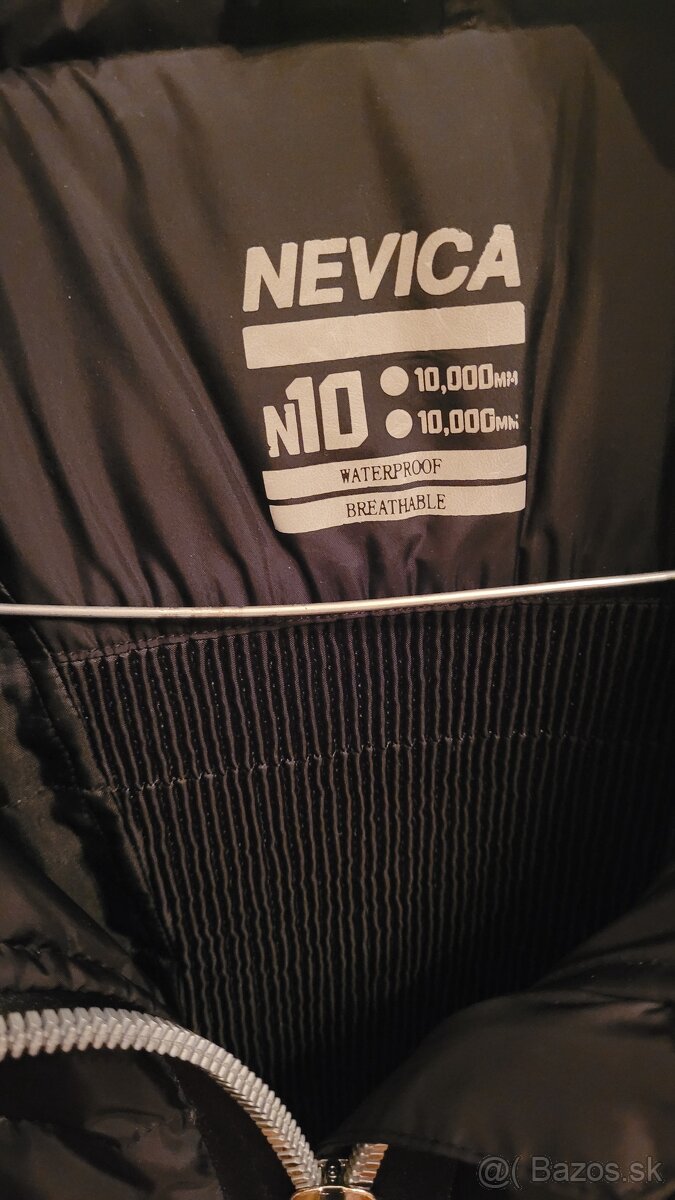 NEVICA
N10
10,000MM
10,000MM
WATERPROOF
BREATHABLE
@( Bazos.sk